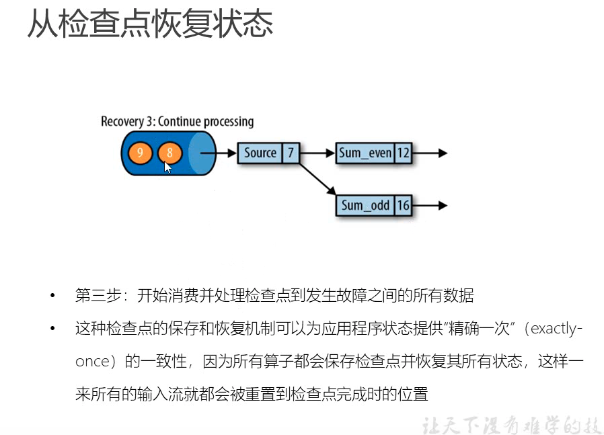 从检查点恢复状态
Recovery 3: Continue processing
9 8 Source 7 Sum_even 12
Sum_odd 16
• 第三步：开始消费并处理检查点到发生故障之间的所有数据
• 这种检查点的保存和恢复机制可以为应用程序状态提供“精确一次”（exactly-
once）的一致性，因为所有算子都会保存检查点并恢复其所有状态，这样一
来所有的输入流就都会被重置到检查点完成时的位置
让天下没有难学的技